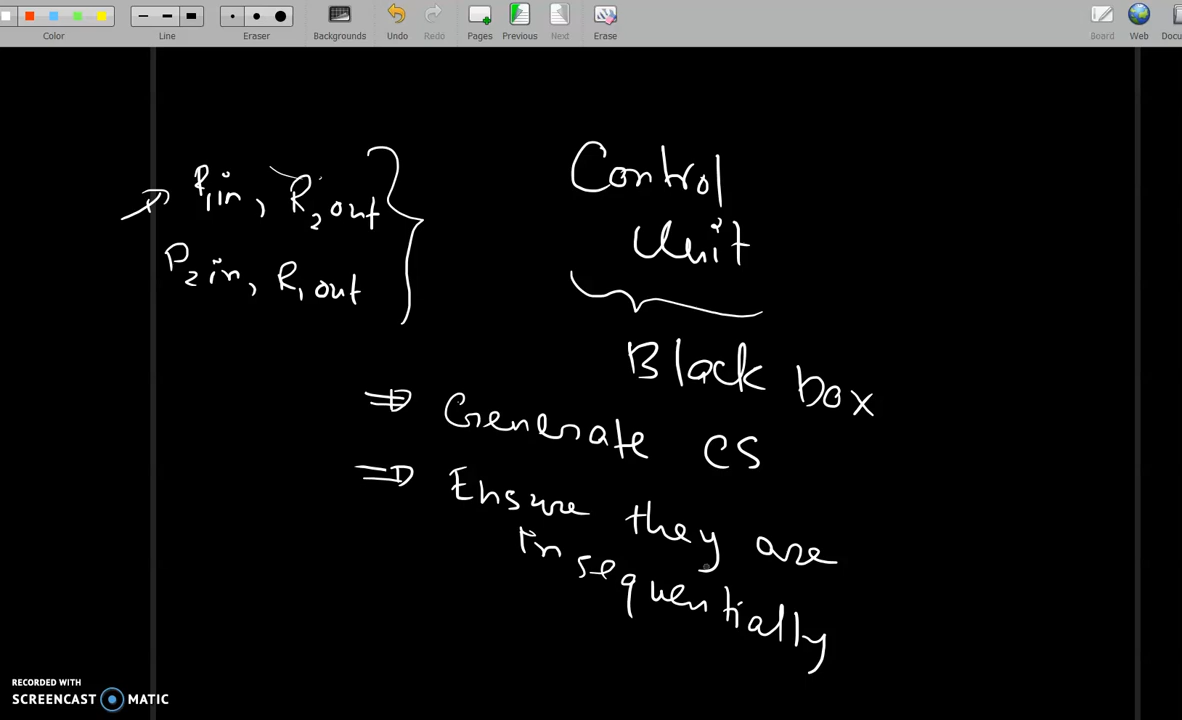 Color
Line
Eraser
Backgrounds
Undo
Redo
Pages
Previous
Next
Erase
Board
Web
Docu
R1in, R2out
R2in, R1out
Control
Unit
Black box
Generate CS
Ensure they are
in sequentially
RECORDED WITH
SCREENCAST MATIC